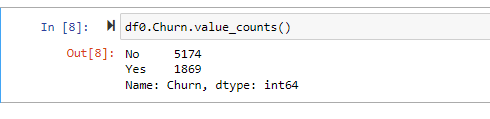 In [8]: df0.Churn.value_counts()
Out[8]: No 5174
Yes 1869
Name: Churn, dtype: int64